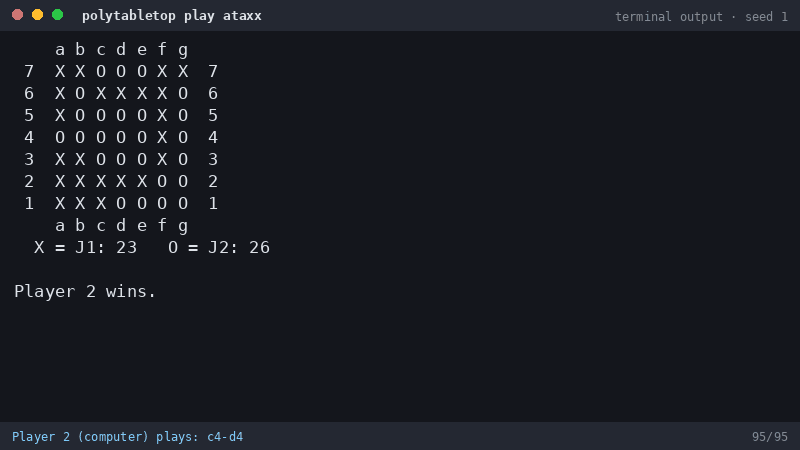 polytabletop play ataxx
terminal output · seed 1
a b c d e f g
7 X X O O O X X 7
6 X O X X X X O 6
5 X O O O O X O 5
4 O O O O O X O 4
3 X X O O O X O 3
2 X X X X X O O 2
1 X X X O O O O 1
a b c d e f g
X = J1: 23 O = J2: 26
Player 2 wins.
Player 2 (computer) plays: c4-d4
95/95